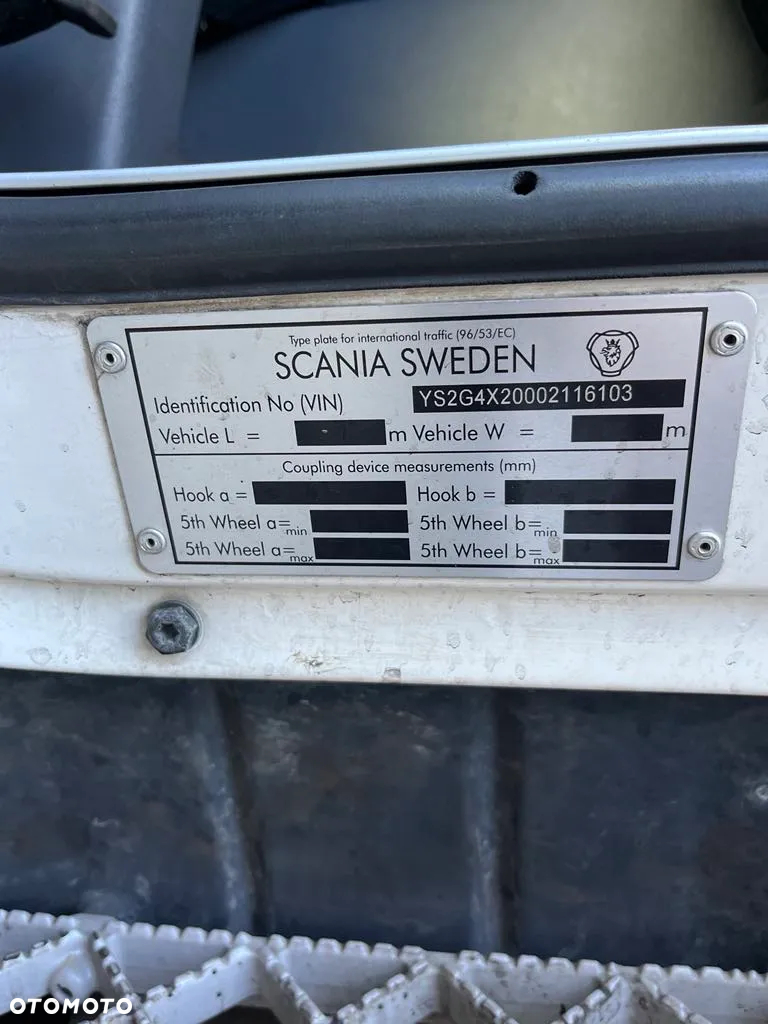 Type plate for international traffic (96/53/EC)
SCANIA SWEDEN
Identification No (VIN) YS2G4X20002116103
Vehicle L = m Vehicle W = m
Coupling device measurements (mm)
Hook a = Hook b =
5th Wheel a=min 5th Wheel b=min
5th Wheel a=max 5th Wheel b=max
OTOMOTO